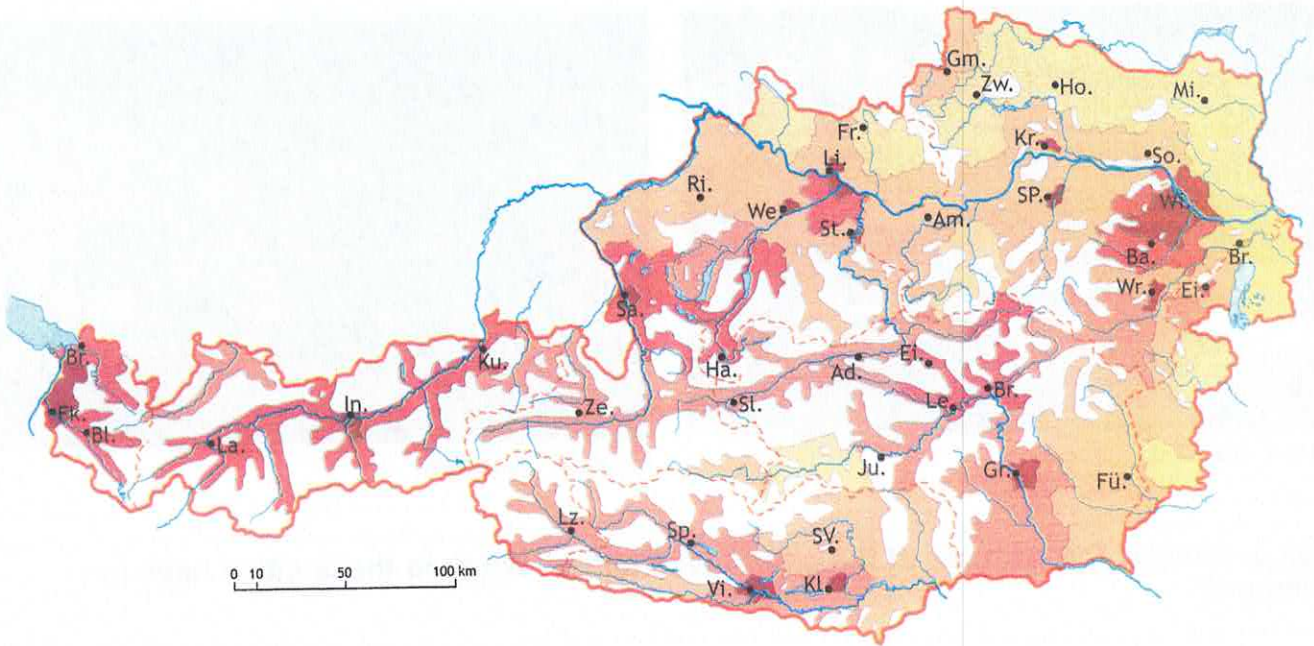 Gm.
Zw.
Ho.
Mi.
Fr.
Kr.
So.
Li.
Ri.
We
SP.
Wi.
St.
Am.
Ba.
Br.
Wr.
Ei.
Sa.
Br.
Ku.
Ha.
Ad.
Ei.
Br.
Fk.
Bl.
In.
Ze.
Sl.
Le.
La.
Ju.
Gr.
Fü.
Lz.
Sp.
SV.
0 10 50 100 km
Vi.
Kl.